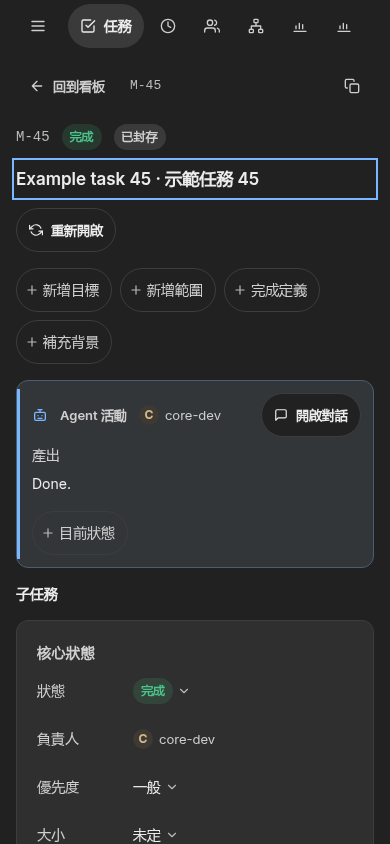 任務
回到看板 M-45
M-45 完成 已封存
Example task 45 · 示範任務 45
重新開啟
+ 新增目標 + 新增範圍 + 完成定義
+ 補充背景
Agent 活動 C core-dev 開啟對話
產出
Done.
+ 目前狀態
子任務
核心狀態
狀態 完成
負責人 C core-dev
優先度 一般
大小 未定